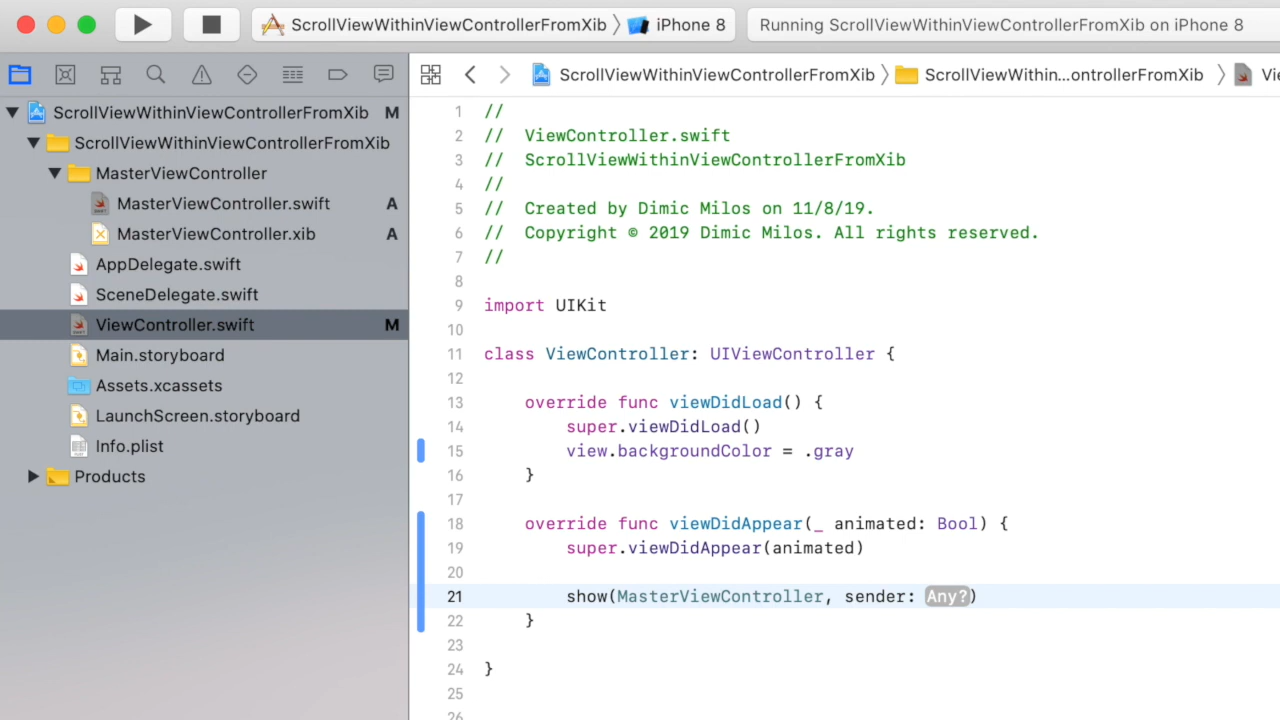 ScrollViewWithinViewControllerFromXib
iPhone 8
Running ScrollViewWithinViewControllerFromXib on iPhone 8
ScrollViewWithinViewControllerFromXib
ScrollViewWithin…ontrollerFromXib
ScrollViewWithinViewControllerFromXib M
ScrollViewWithinViewControllerFromXib
MasterViewController
MasterViewController.swift A
MasterViewController.xib A
AppDelegate.swift
SceneDelegate.swift
ViewController.swift M
Main.storyboard
Assets.xcassets
LaunchScreen.storyboard
Info.plist
Products
1 //
2 // ViewController.swift
3 // ScrollViewWithinViewControllerFromXib
4 //
5 // Created by Dimic Milos on 11/8/19.
6 // Copyright © 2019 Dimic Milos. All rights reserved.
7 //
8
9 import UIKit
10
11 class ViewController: UIViewController {
12
13 override func viewDidLoad() {
14 super.viewDidLoad()
15 view.backgroundColor = .gray
16 }
17
18 override func viewDidAppear(_ animated: Bool) {
19 super.viewDidAppear(animated)
20
21 show(MasterViewController, sender: Any?)
22 }
23
24 }
25
26